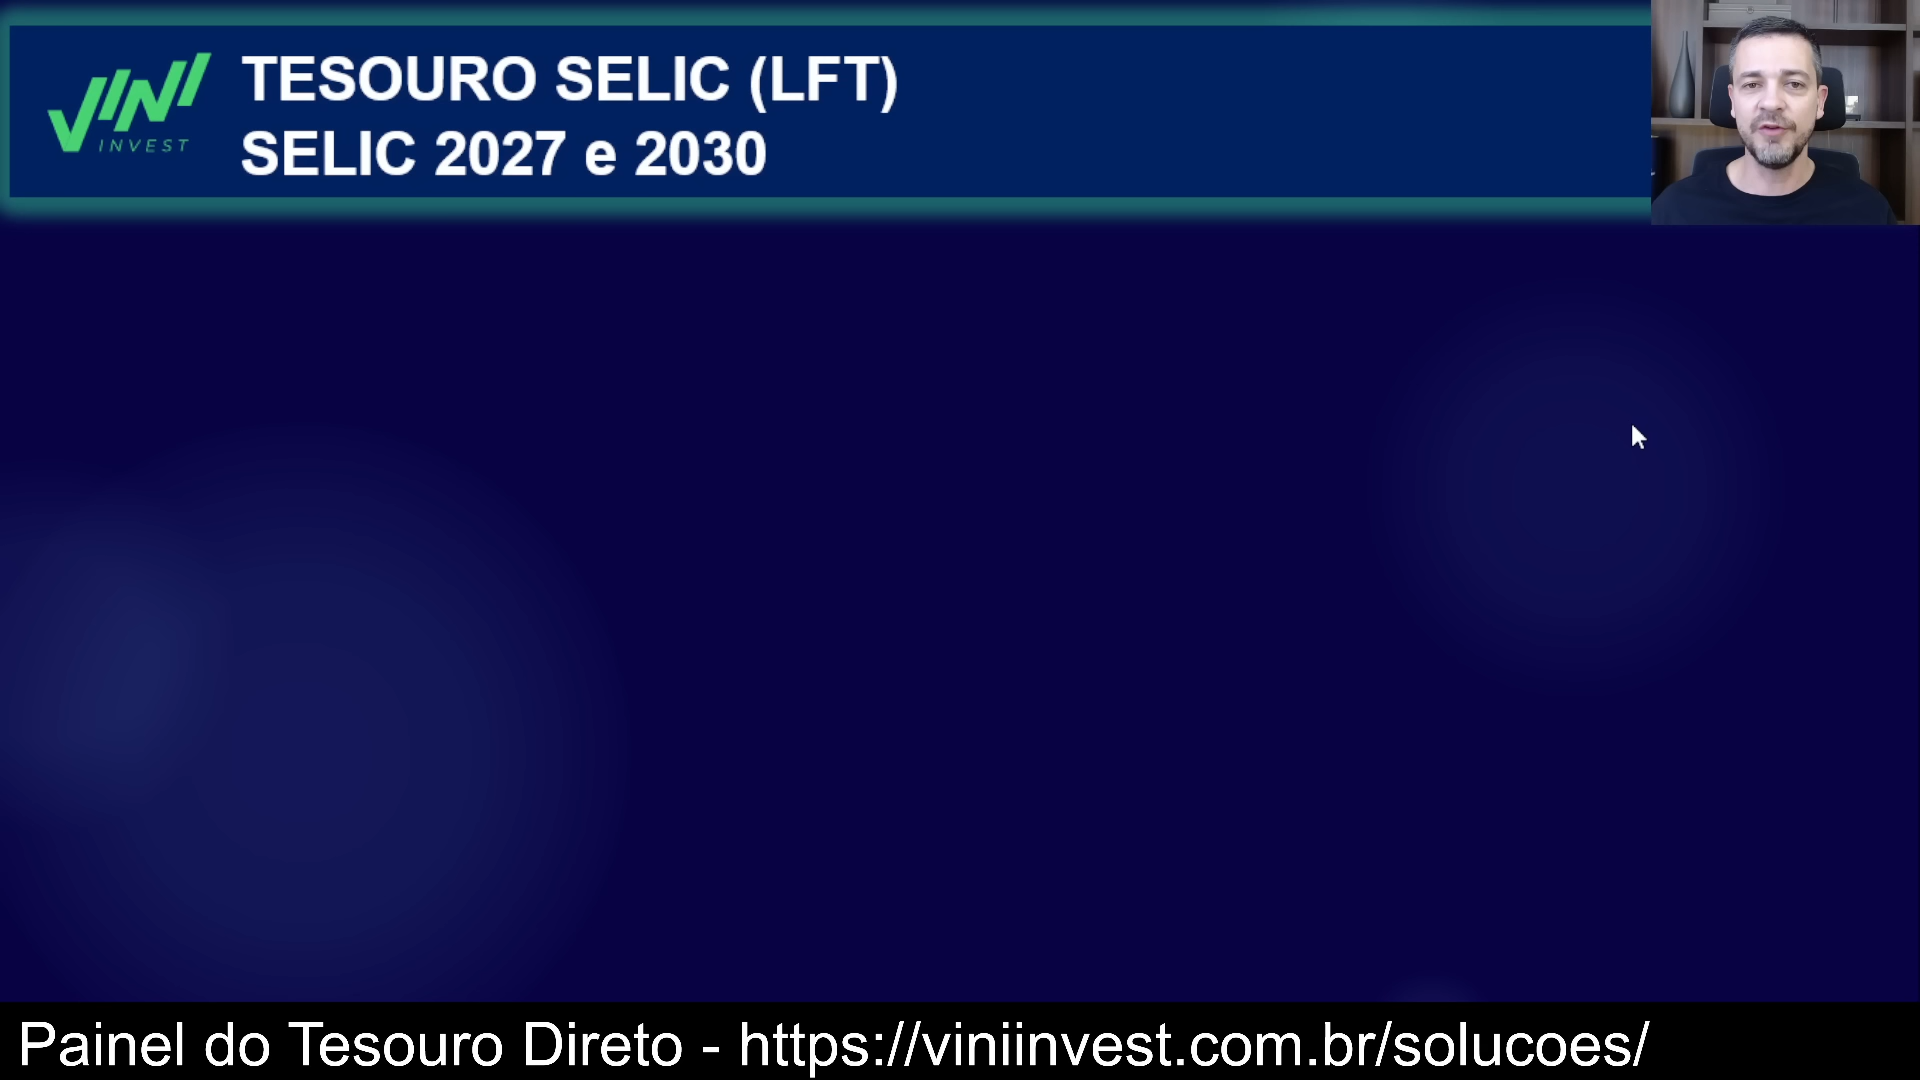 VINI
INVEST
TESOURO SELIC (LFT)
SELIC 2027 e 2030
Painel do Tesouro Direto - https://viniinvest.com.br/solucoes/